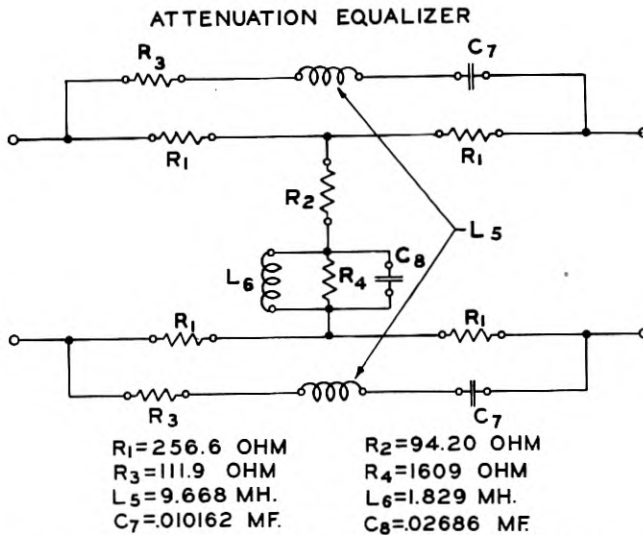 ATTENUATION EQUALIZER
R3
C7
R1
R1
R2
L5
L6
R4
C8
R1
R1
R3
C7
R1=256.6 OHM
R2=94.20 OHM
R3=111.9 OHM
R4=1609 OHM
L5=9.668 MH.
L6=1.829 MH.
C7=.010162 MF.
C8=.02686 MF.